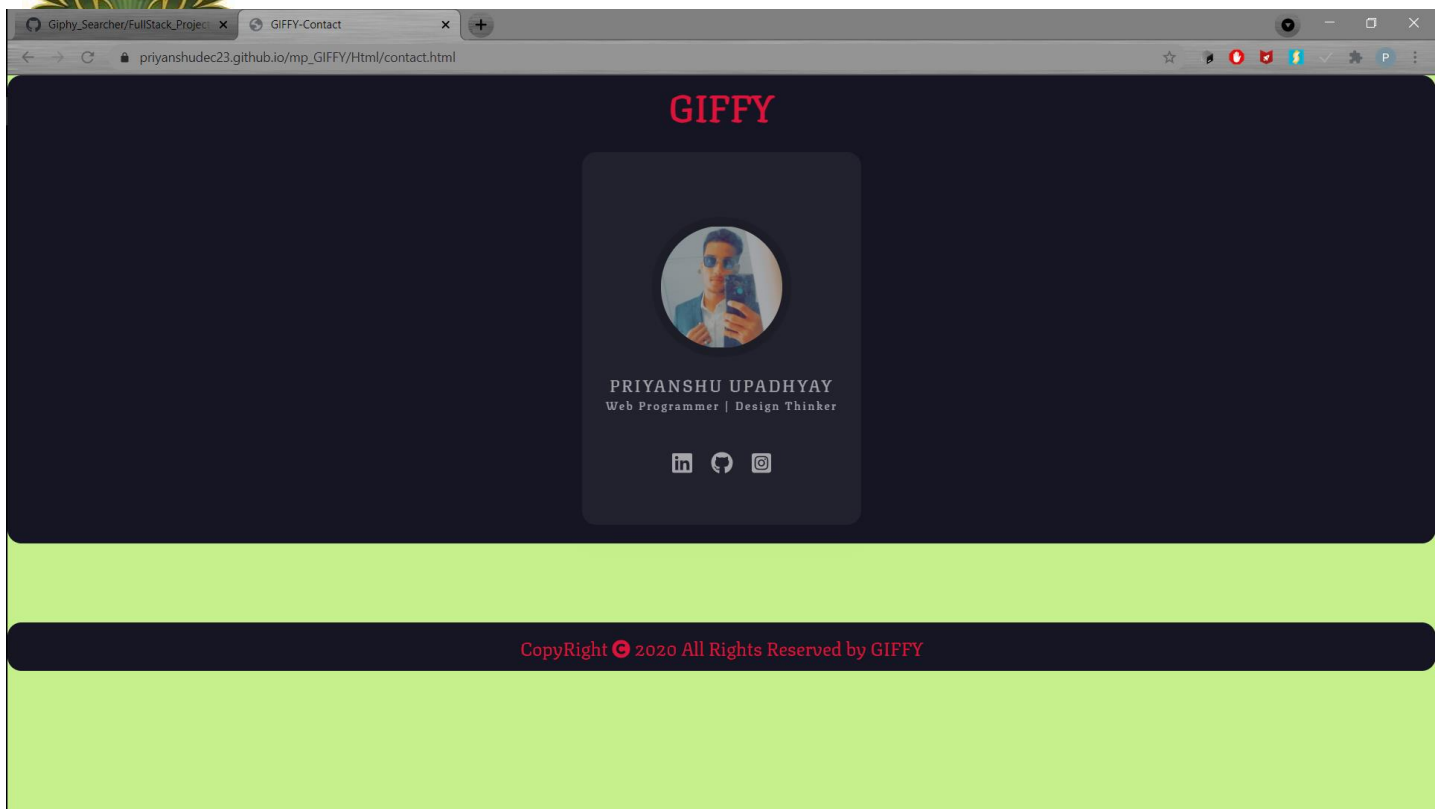 Giphy_Searcher/FullStack_Project
GIFFY-Contact
priyanshudec23.github.io/mp_GIFFY/Html/contact.html
P
GIFFY
PRIYANSHU UPADHYAY
Web Programmer | Design Thinker
in
CopyRight © 2020 All Rights Reserved by GIFFY